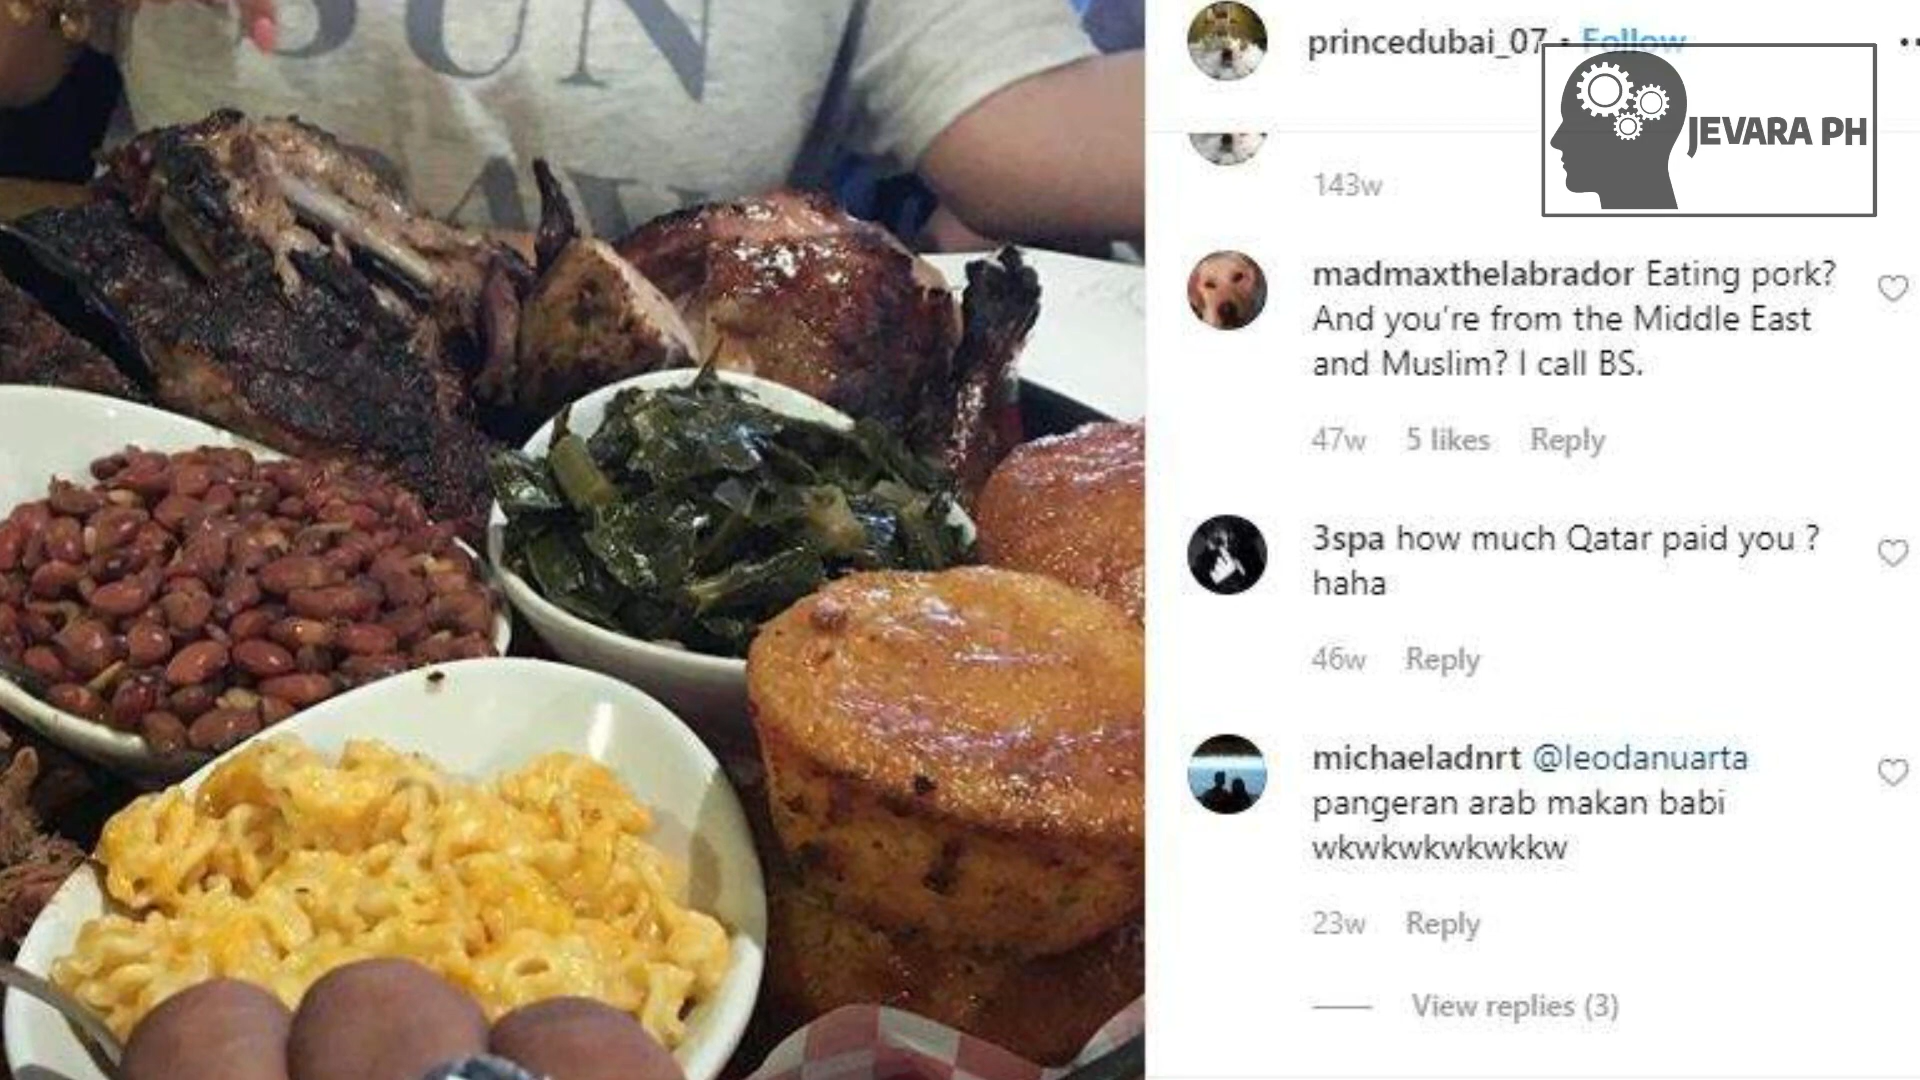 SUN
princedubai_07 • Follow
JEVARA PH
143w
madmaxthelabrador Eating pork?
And you're from the Middle East
and Muslim? I call BS.
47w 5 likes Reply
3spa how much Qatar paid you ?
haha
46w Reply
michaeladnrt @leodanuarta
pangeran arab makan babi
wkwkwkwkwkkw
23w Reply
View replies (3)